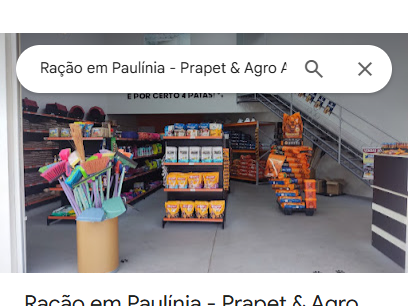 Ração em Paulínia - Prapet & Agro A
E POR CERTO 4 PATAS!
Ração em Paulínia - Prapet & Agro